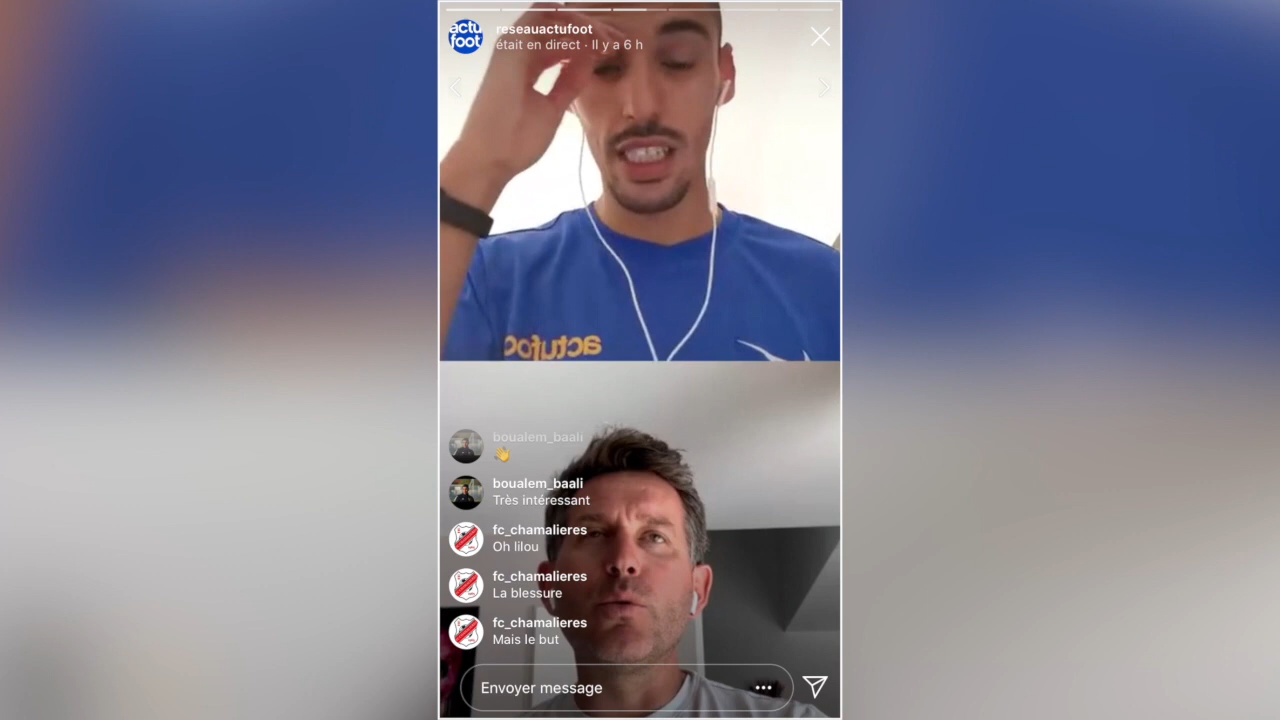 actu
foot
reseauactufoot
était en direct · Il y a 6 h
actufoo
boualem_baali
👋
boualem_baali
Très intéressant
fc_chamalieres
Oh lilou
fc_chamalieres
La blessure
fc_chamalieres
Mais le but
Envoyer message